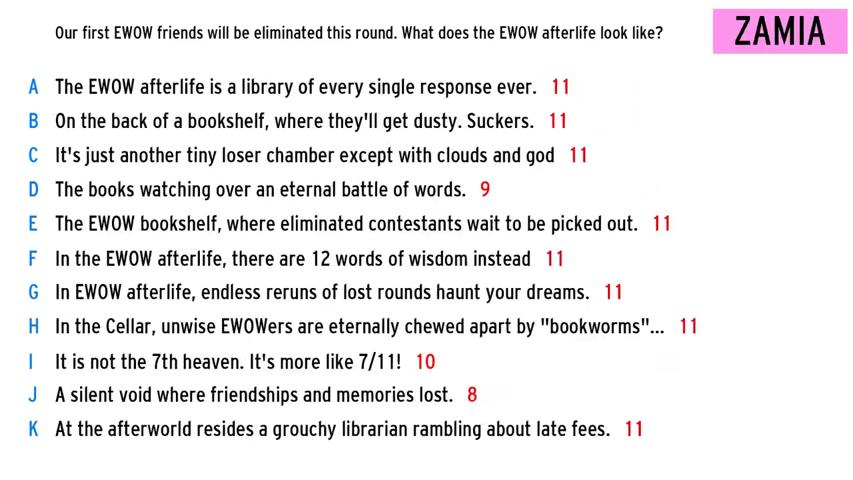 Our first EWOW friends will be eliminated this round. What does the EWOW afterlife look like?
ZAMIA
A The EWOW afterlife is a library of every single response ever. 11
B On the back of a bookshelf, where they'll get dusty. Suckers. 11
C It's just another tiny loser chamber except with clouds and god 11
D The books watching over an eternal battle of words. 9
E The EWOW bookshelf, where eliminated contestants wait to be picked out. 11
F In the EWOW afterlife, there are 12 words of wisdom instead 11
G In EWOW afterlife, endless reruns of lost rounds haunt your dreams. 11
H In the Cellar, unwise EWOWers are eternally chewed apart by "bookworms"... 11
I It is not the 7th heaven. It's more like 7/11! 10
J A silent void where friendships and memories lost. 8
K At the afterworld resides a grouchy librarian rambling about late fees. 11